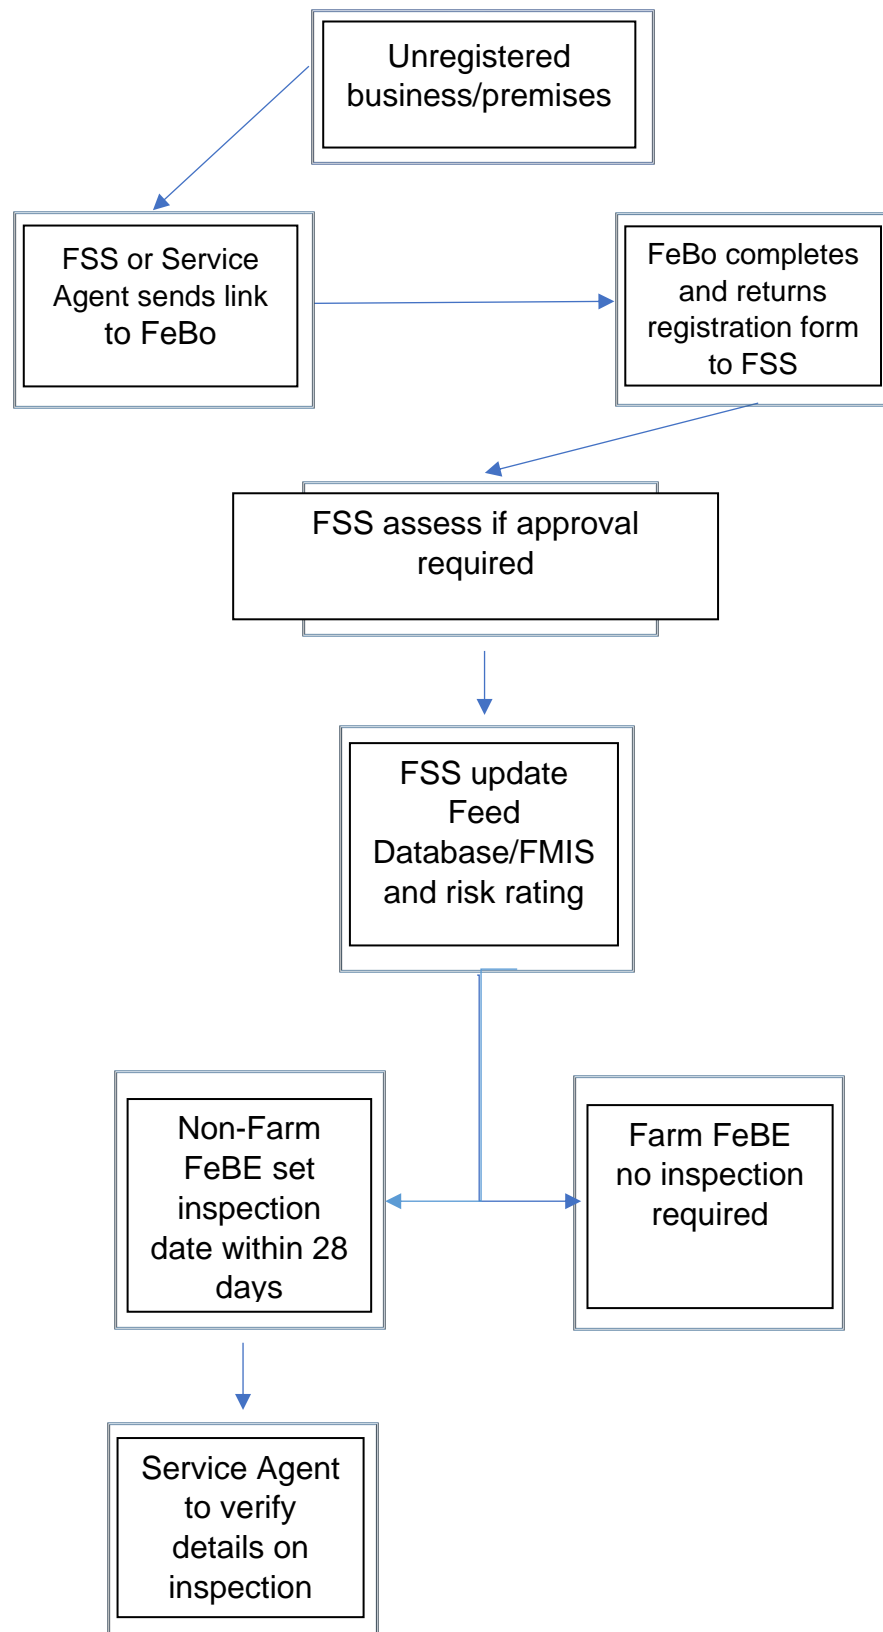 Unregistered
business/premises
FSS or Service
Agent sends link
to FeBo
FeBo completes
and returns
registration form
to FSS
FSS assess if approval
required
FSS update
Feed
Database/FMIS
and risk rating
Non-Farm
FeBE set
inspection
date within 28
days
Farm FeBE
no inspection
required
Service Agent
to verify
details on
inspection